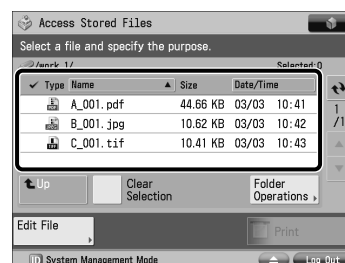 Access Stored Files
Select a file and specify the purpose.
/work 1/ Selected:0
✓ Type Name ▲ Size Date/Time
A_001.pdf 44.66 KB 03/03 10:41
B_001.jpg 10.62 KB 03/03 10:42
C_001.tif 10.41 KB 03/03 10:43
1
/1
Up
Clear
Selection
Folder
Operations
Edit File
Print
ID System Management Mode
Log Out